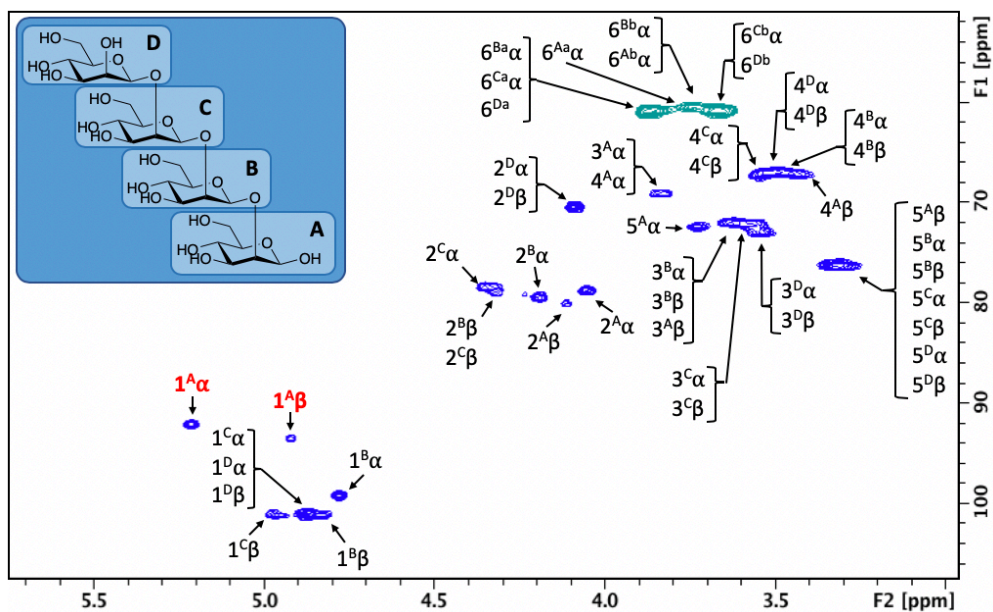 HO
OH
D
HO
HO
O
O
HO
C
HO
HO
O
O
HO
B
HO
HO
O
O
HO
A
HO
HO
O
OH
6ᴮᵃα
6ᶜᵃα
6ᴰᵃ
6ᴬᵃα
6ᴮᵇα
6ᴬᵇα
6ᶜᵇα
6ᴰᵇ
4ᴰα
4ᴰβ
4ᶜα
4ᶜβ
4ᴮα
4ᴮβ
3ᴬα
4ᴬα
2ᴰα
2ᴰβ
4ᴬβ
5ᴬα
5ᴬβ
5ᴮα
5ᴮβ
5ᶜα
5ᶜβ
5ᴰα
5ᴰβ
2ᶜα
2ᴮα
2ᴮβ
2ᶜβ
2ᴬβ
2ᴬα
3ᴮα
3ᴮβ
3ᴬβ
3ᴰα
3ᴰβ
3ᶜα
3ᶜβ
1ᴬα
1ᴬβ
1ᶜα
1ᴰα
1ᴰβ
1ᴮα
1ᶜβ
1ᴮβ
F1 [ppm]
70
80
90
100
5.5
5.0
4.5
4.0
3.5
F2 [ppm]